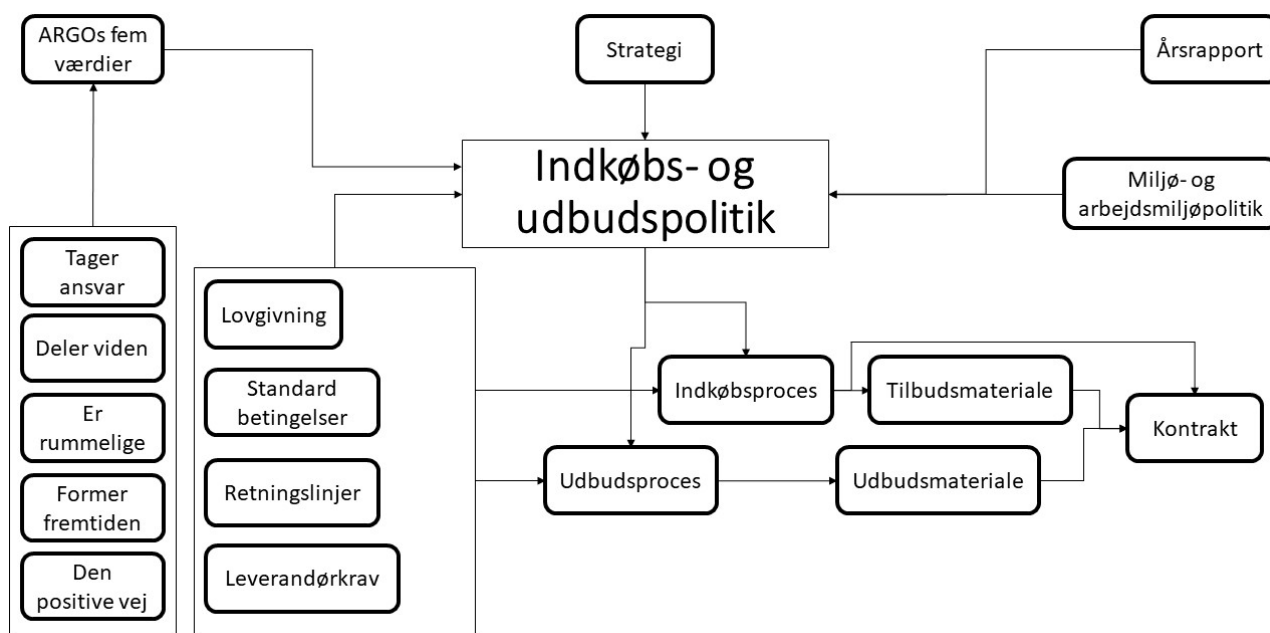 ARGOs fem
værdier
Strategi
Årsrapport
Indkøbs- og
udbudspolitik
Miljø- og
arbejdsmiljøpolitik
Tager
ansvar
Deler viden
Er
rummelige
Former
fremtiden
Den
positive vej
Lovgivning
Standard
betingelser
Retningslinjer
Leverandørkrav
Indkøbsproces
Tilbudsmateriale
Kontrakt
Udbudsproces
Udbudsmateriale